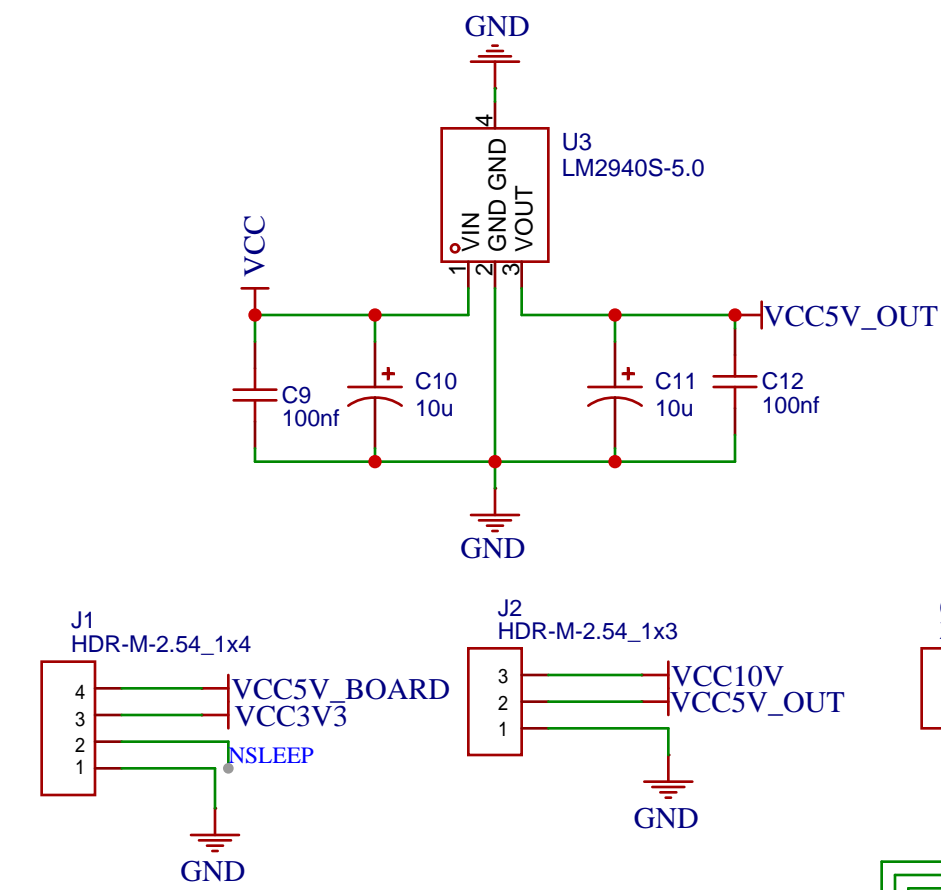 GND
4
U3
LM2940S-5.0
VIN
GND GND
VOUT
1
2
3
VCC
VCC5V_OUT
C9
100nf
C10
10u
C11
10u
C12
100nf
GND
J1
HDR-M-2.54_1x4
4
VCC5V_BOARD
3
VCC3V3
2
NSLEEP
1
GND
J2
HDR-M-2.54_1x3
3
VCC10V
2
VCC5V_OUT
1
GND